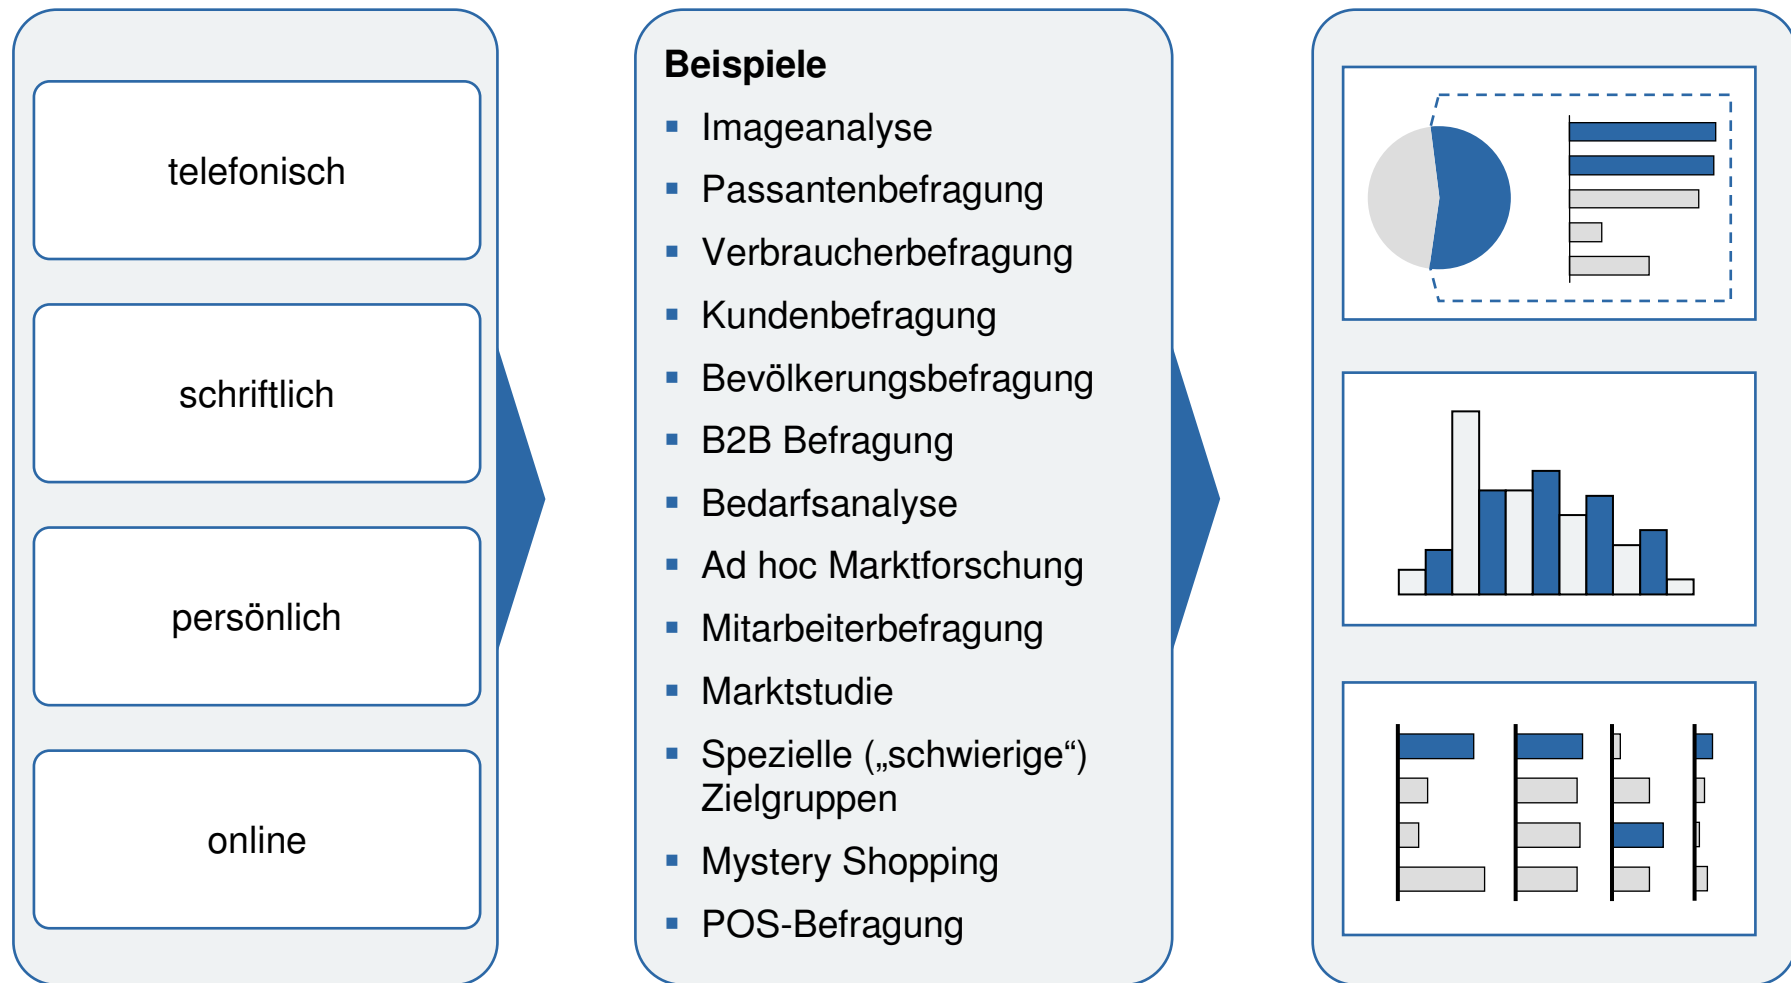 telefonisch
schriftlich
persönlich
online
Beispiele
▪ Imageanalyse
▪ Passantenbefragung
▪ Verbraucherbefragung
▪ Kundenbefragung
▪ Bevölkerungsbefragung
▪ B2B Befragung
▪ Bedarfsanalyse
▪ Ad hoc Marktforschung
▪ Mitarbeiterbefragung
▪ Marktstudie
▪ Spezielle („schwierige“)
Zielgruppen
▪ Mystery Shopping
▪ POS-Befragung